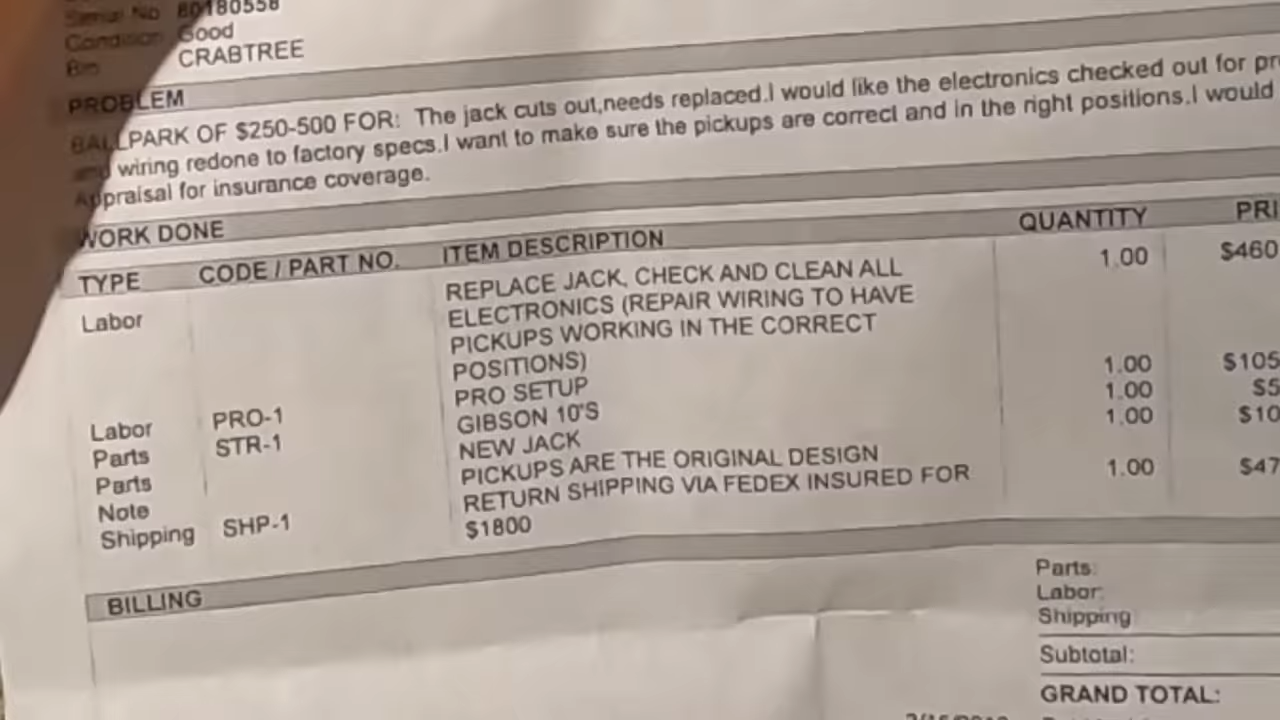 Serial No 80180558
Condition Good
Bin CRABTREE
PROBLEM
BALLPARK OF $250-500 FOR: The jack cuts out,needs replaced.I would like the electronics checked out for pr
and wiring redone to factory specs.I want to make sure the pickups are correct and in the right positions.I would
Appraisal for insurance coverage.
WORK DONE
TYPE CODE / PART NO. ITEM DESCRIPTION QUANTITY PRI
Labor REPLACE JACK, CHECK AND CLEAN ALL 1.00 $460
ELECTRONICS (REPAIR WIRING TO HAVE
PICKUPS WORKING IN THE CORRECT
POSITIONS)
Labor PRO-1 PRO SETUP 1.00 $105
Parts STR-1 GIBSON 10'S 1.00 $5
Parts NEW JACK 1.00 $10
Note PICKUPS ARE THE ORIGINAL DESIGN
Shipping SHP-1 RETURN SHIPPING VIA FEDEX INSURED FOR 1.00 $47
$1800
BILLING
Parts:
Labor:
Shipping
Subtotal:
GRAND TOTAL: